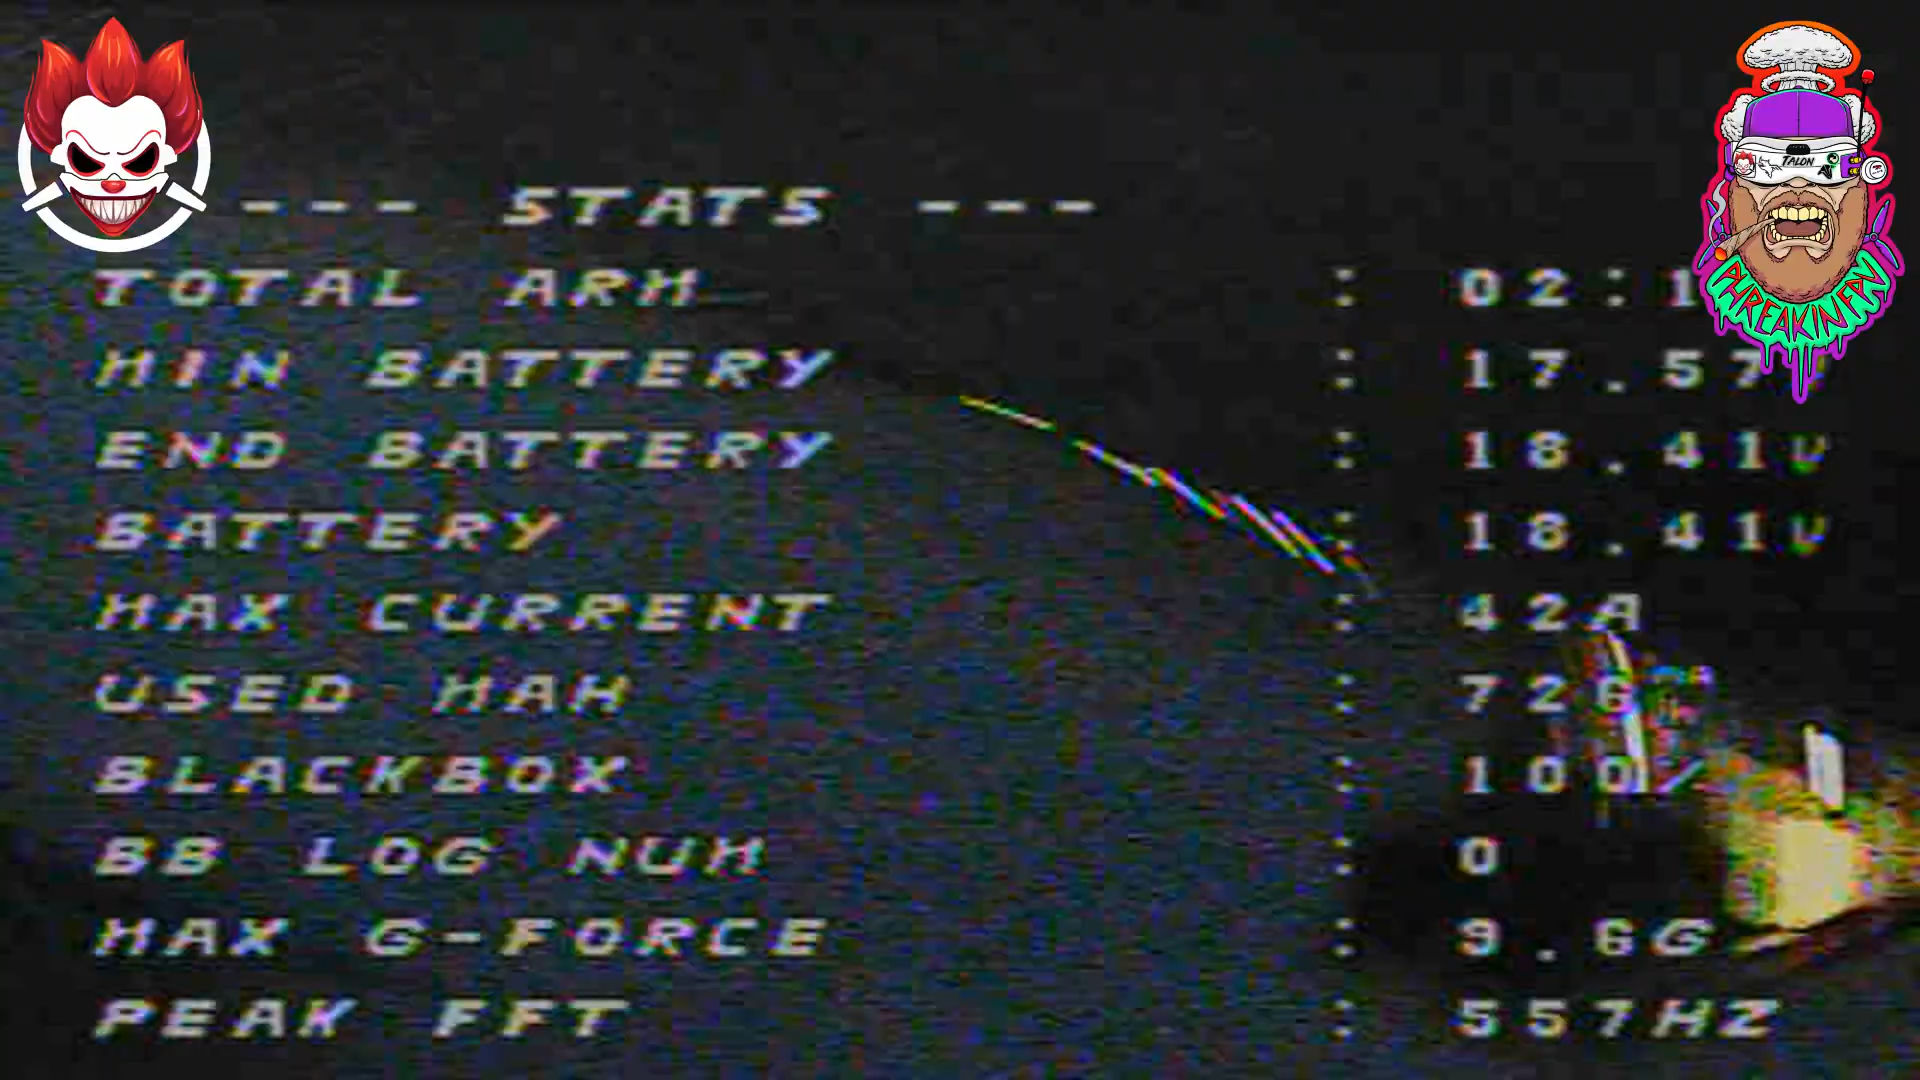 --- STATS ---
TOTAL ARM : 02:1
MIN BATTERY : 17.57
END BATTERY : 18.41V
BATTERY : 18.41V
MAX CURRENT : 42A
USED MAH : 726
BLACKBOX : 100%
BB LOG NUM : 0
MAX G-FORCE : 9.6G
PEAK FFT : 557HZ
TALON
PHREAKINFPV